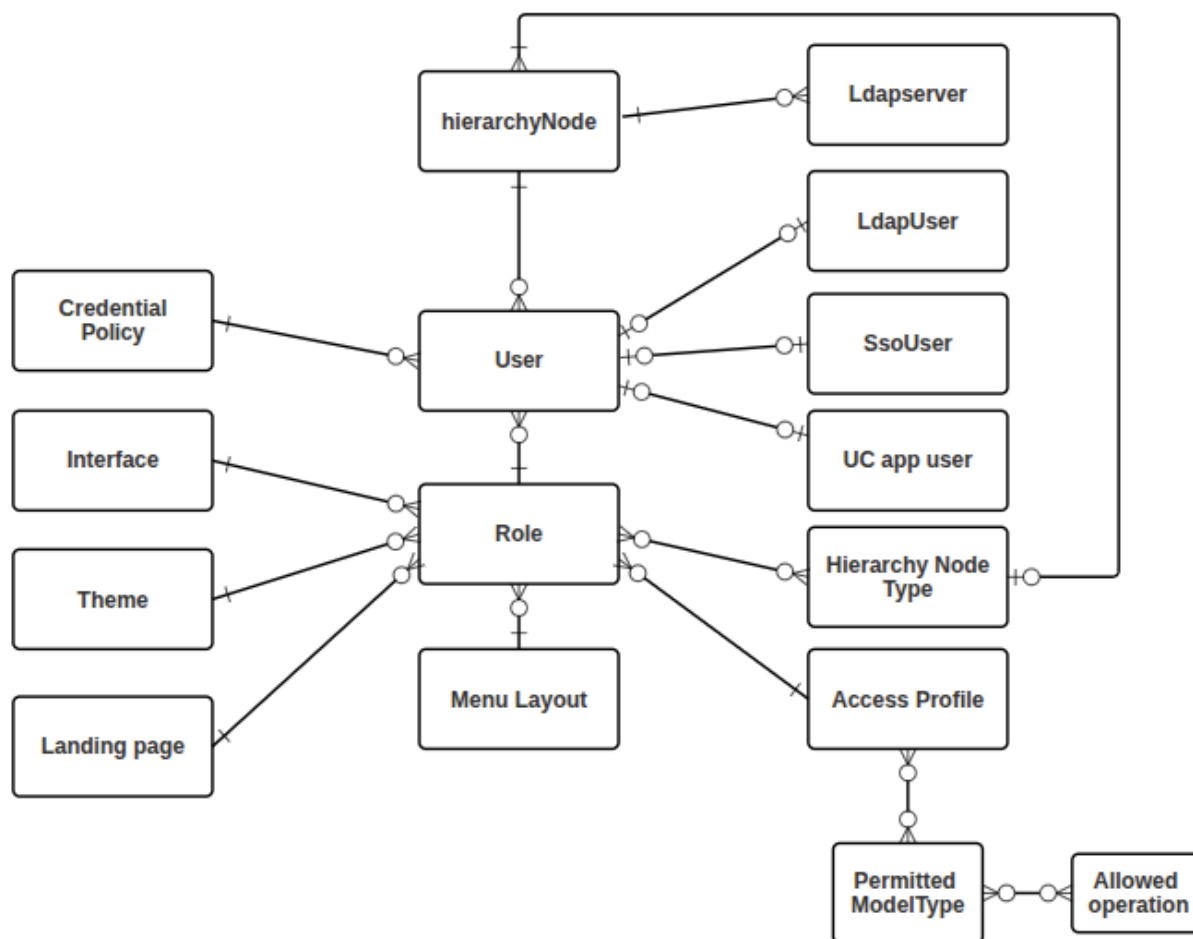 Ldapserver
hierarchyNode
LdapUser
Credential
Policy
User
SsoUser
Interface
UC app user
Role
Hierarchy Node
Type
Theme
Menu Layout
Access Profile
Landing page
Permitted
ModelType
Allowed
operation